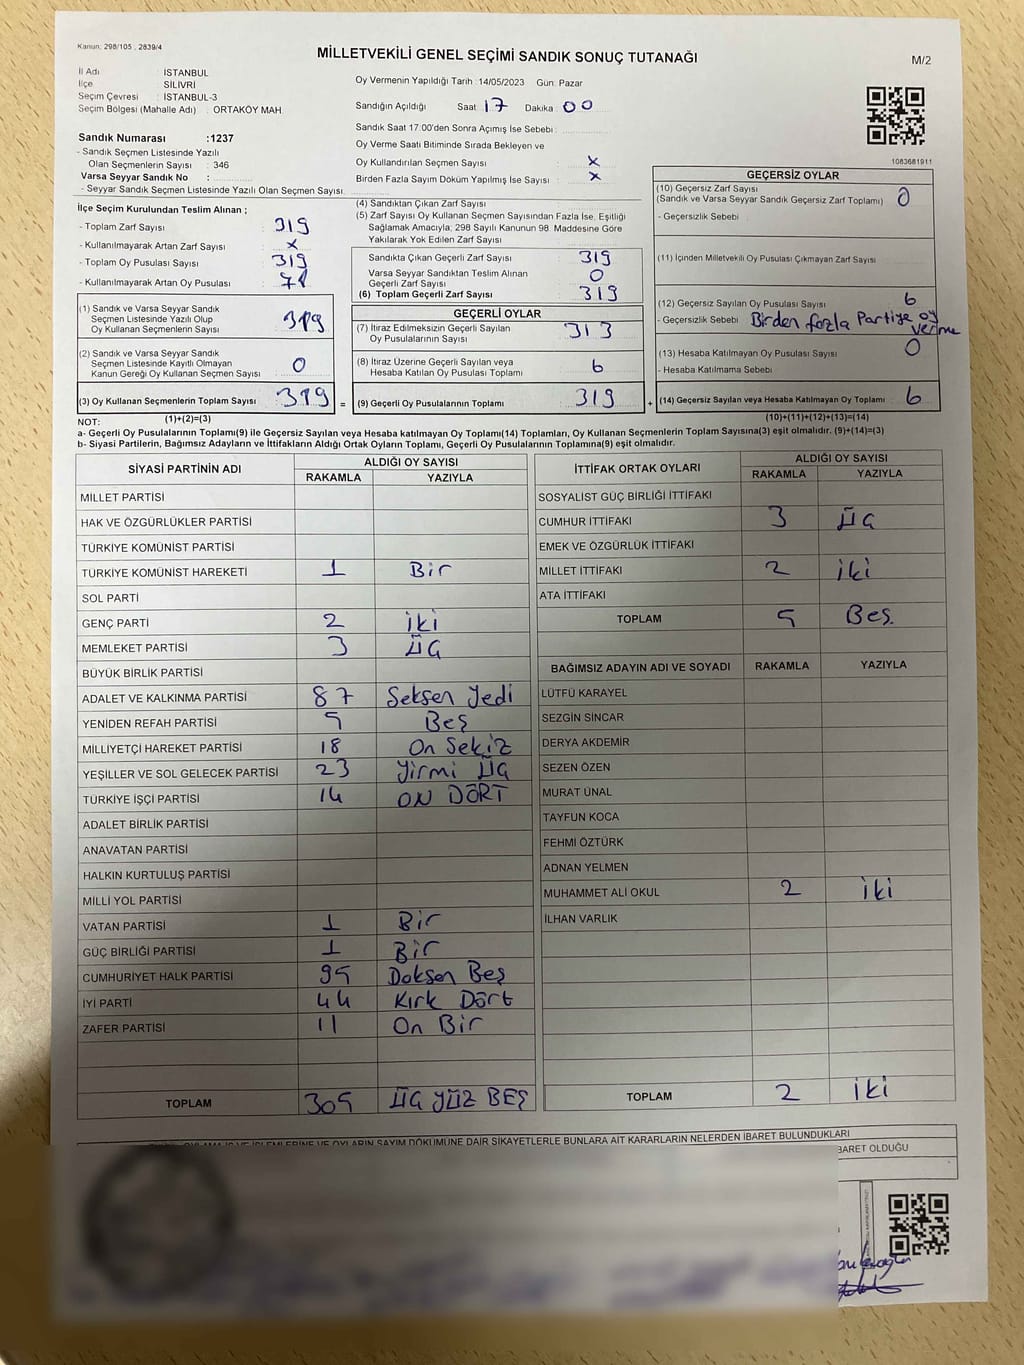 Kanun: 298/105 , 2839/4
MİLLETVEKİLİ GENEL SEÇİMİ SANDIK SONUÇ TUTANAĞI
M/2
İl Adı : İSTANBUL
İlçe : SİLİVRİ
Seçim Çevresi : İSTANBUL-3
Seçim Bölgesi (Mahalle Adı) : ORTAKÖY MAH.
Sandık Numarası :1237
- Sandık Seçmen Listesinde Yazılı
Olan Seçmenlerin Sayısı : 346
Varsa Seyyar Sandık No :
- Seyyar Sandık Seçmen Listesinde Yazılı Olan Seçmen Sayısı:
Oy Vermenin Yapıldığı Tarih :14/05/2023 Gün: Pazar
Sandığın Açıldığı Saat 17 Dakika : 00
Sandık Saat 17:00'den Sonra Açımış İse Sebebi :
Oy Verme Saati Bitiminde Sırada Bekleyen ve
Oy Kullandırılan Seçmen Sayısı : x
Birden Fazla Sayım Döküm Yapılmış İse Sayısı : x
1083681911
İlçe Seçim Kurulundan Teslim Alınan ;
- Toplam Zarf Sayısı : 319
- Kullanılmayarak Artan Zarf Sayısı : x
- Toplam Oy Pusulası Sayısı : 319
- Kullanılmayarak Artan Oy Pusulası :
(1) Sandık ve Varsa Seyyar Sandık
Seçmen Listesinde Yazılı Olup
Oy Kullanan Seçmenlerin Sayısı : 319
(2) Sandık ve Varsa Seyyar Sandık
Seçmen Listesinde Kayıtlı Olmayan
Kanun Gereği Oy Kullanan Seçmen Sayısı : 0
(3) Oy Kullanan Seçmenlerin Toplam Sayısı : 319 =
(1)+(2)=(3)
(4) Sandıktan Çıkan Zarf Sayısı :
(5) Zarf Sayısı Oy Kullanan Seçmen Sayısından Fazla İse, Eşitliği
Sağlamak Amacıyla; 298 Sayılı Kanunun 98. Maddesine Göre
Yakılarak Yok Edilen Zarf Sayısı :
Sandıkta Çıkan Geçerli Zarf Sayısı : 319
Varsa Seyyar Sandıktan Teslim Alınan
Geçerli Zarf Sayısı : 0
(6) Toplam Geçerli Zarf Sayısı : 319
GEÇERLİ OYLAR
(7) İtiraz Edilmeksizin Geçerli Sayılan
Oy Pusulalarının Sayısı : 313
(8) İtiraz Üzerine Geçerli Sayılan veya
Hesaba Katılan Oy Pusulası Toplamı : 6
(9) Geçerli Oy Pusulalarının Toplamı : 319 +
GEÇERSİZ OYLAR
(10) Geçersiz Zarf Sayısı
(Sandık ve Varsa Seyyar Sandık Geçersiz Zarf Toplamı) : 0
- Geçersizlik Sebebi :
(11) İçinden Milletvekili Oy Pusulası Çıkmayan Zarf Sayısı :
(12) Geçersiz Sayılan Oy Pusulası Sayısı : 6
- Geçersizlik Sebebi : Birden fazla Partiye oy
verme
(13) Hesaba Katılmayan Oy Pusulası Sayısı : 0
- Hesaba Katılmama Sebebi :
(14) Geçersiz Sayılan veya Hesaba Katılmayan Oy Toplamı : 6
(10)+(11)+(12)+(13)=(14)
NOT:
a- Geçerli Oy Pusulalarının Toplamı(9) ile Geçersiz Sayılan veya Hesaba katılmayan Oy Toplamı(14) Toplamları, Oy Kullanan Seçmenlerin Toplam Sayısına(3) eşit olmalıdır. (9)+(14)=(3)
b- Siyasi Partilerin, Bağımsız Adayların ve İttifakların Aldığı Ortak Oyların Toplamı, Geçerli Oy Pusulalarının Toplamına(9) eşit olmalıdır.
SİYASİ PARTİNİN ADI ALDIĞI OY SAYISI
RAKAMLA YAZIYLA
MİLLET PARTİSİ
HAK VE ÖZGÜRLÜKLER PARTİSİ
TÜRKİYE KOMÜNİST PARTİSİ
TÜRKİYE KOMÜNİST HAREKETİ 1 Bir
SOL PARTİ
GENÇ PARTİ 2 İki
MEMLEKET PARTİSİ 3 ÜÇ
BÜYÜK BİRLİK PARTİSİ
ADALET VE KALKINMA PARTİSİ 87 Seksen Yedi
YENİDEN REFAH PARTİSİ 5 Beş
MİLLİYETÇİ HAREKET PARTİSİ 18 On Sekiz
YEŞİLLER VE SOL GELECEK PARTİSİ 23 Yirmi ÜÇ
TÜRKİYE İŞÇİ PARTİSİ 14 ON DÖRT
ADALET BİRLİK PARTİSİ
ANAVATAN PARTİSİ
HALKIN KURTULUŞ PARTİSİ
MİLLİ YOL PARTİSİ
VATAN PARTİSİ 1 Bir
GÜÇ BİRLİĞİ PARTİSİ 1 Bir
CUMHURİYET HALK PARTİSİ 95 Doksan Beş
İYİ PARTİ 44 Kırk Dört
ZAFER PARTİSİ 11 On Bir
TOPLAM 305 ÜÇ YÜZ BEŞ
İTTİFAK ORTAK OYLARI ALDIĞI OY SAYISI
RAKAMLA YAZIYLA
SOSYALİST GÜÇ BİRLİĞİ İTTİFAKI
CUMHUR İTTİFAKI 3 ÜÇ
EMEK VE ÖZGÜRLÜK İTTİFAKI
MİLLET İTTİFAKI 2 İki
ATA İTTİFAKI
TOPLAM 5 Beş
BAĞIMSIZ ADAYIN ADI VE SOYADI RAKAMLA YAZIYLA
LÜTFÜ KARAYEL
SEZGİN SİNCAR
DERYA AKDEMİR
SEZEN ÖZEN
MURAT ÜNAL
TAYFUN KOCA
FEHMİ ÖZTÜRK
ADNAN YELMEN
MUHAMMET ALİ OKUL 2 İki
İLHAN VARLIK
TOPLAM 2 İki
OYLAMA İŞ VE İŞLEMLERİNE VE OYLARIN SAYIM DÖKÜMÜNE DAİR ŞİKAYETLERLE BUNLARA AİT KARARLARIN NELERDEN İBARET BULUNDUKLARI
İBARET OLDUĞU